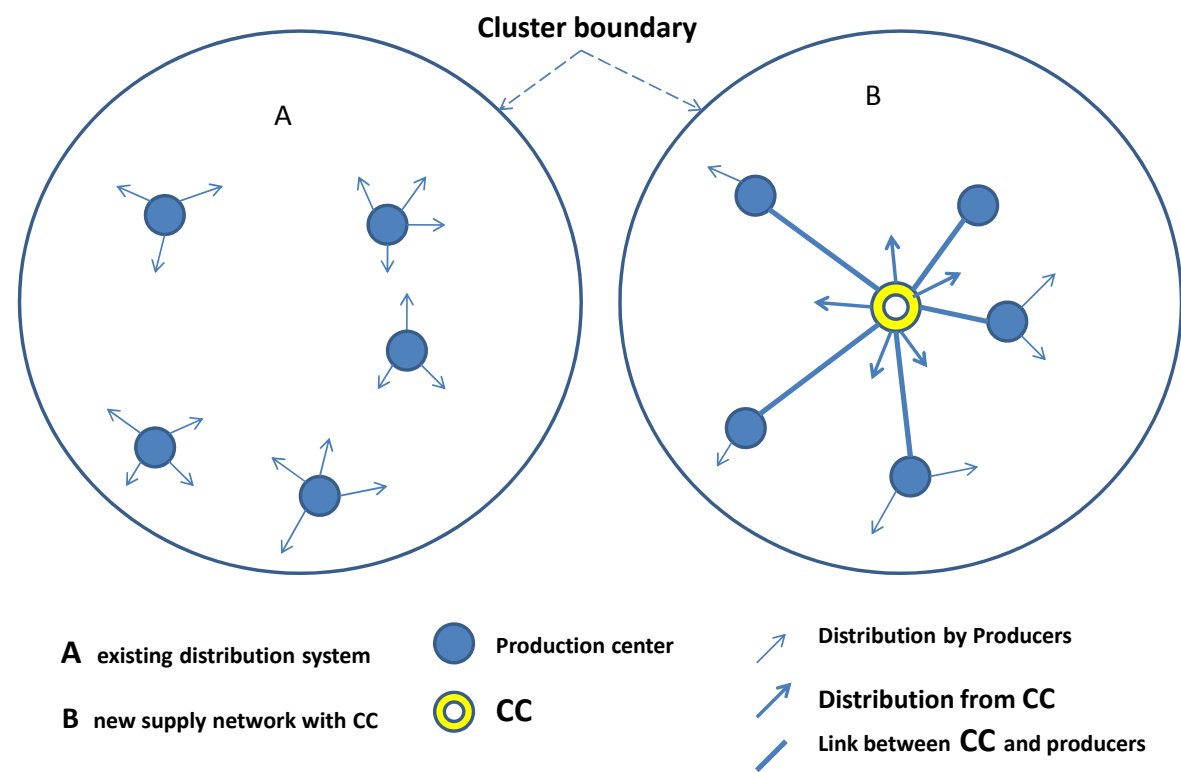 Cluster boundary
A
B
A existing distribution system
Production center
Distribution by Producers
B new supply network with CC
CC
Distribution from CC
Link between CC and producers